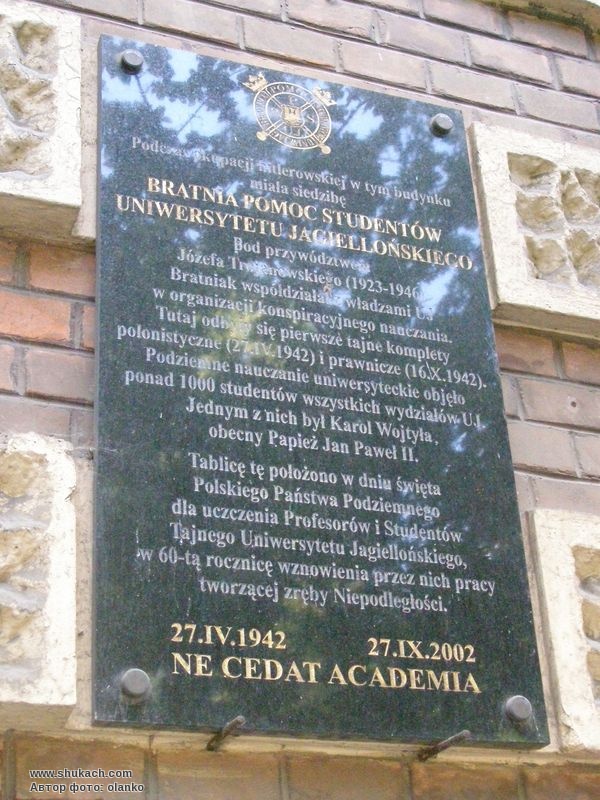 Podczas okupacji hitlerowskiej w tym budynku
miała siedzibę
BRATNIA POMOC STUDENTÓW
UNIWERSYTETU JAGIELLOŃSKIEGO
Pod przywództwem
Józefa (1923-1946)
Bratniak współdziałał z władzami UJ
w organizacji konspiracyjnego nauczania.
Tutaj odbyły się pierwsze tajne komplety
polonistyczne (27.IV.1942) i prawnicze (16.X.1942).
Podziemne nauczanie uniwersyteckie objęło
ponad 1000 studentów wszystkich wydziałów UJ.
Jednym z nich był Karol Wojtyła,
obecny Papież Jan Paweł II.
Tablicę tę położono w dniu święta
Polskiego Państwa Podziemnego
dla uczczenia Profesorów i Studentów
Tajnego Uniwersytetu Jagiellońskiego,
w 60-tą rocznicę wznowienia przez nich pracy
tworzącej zręby Niepodległości.
27.IV.1942 27.IX.2002
NE CEDAT ACADEMIA
www.shukach.com
Автор фото: olanko